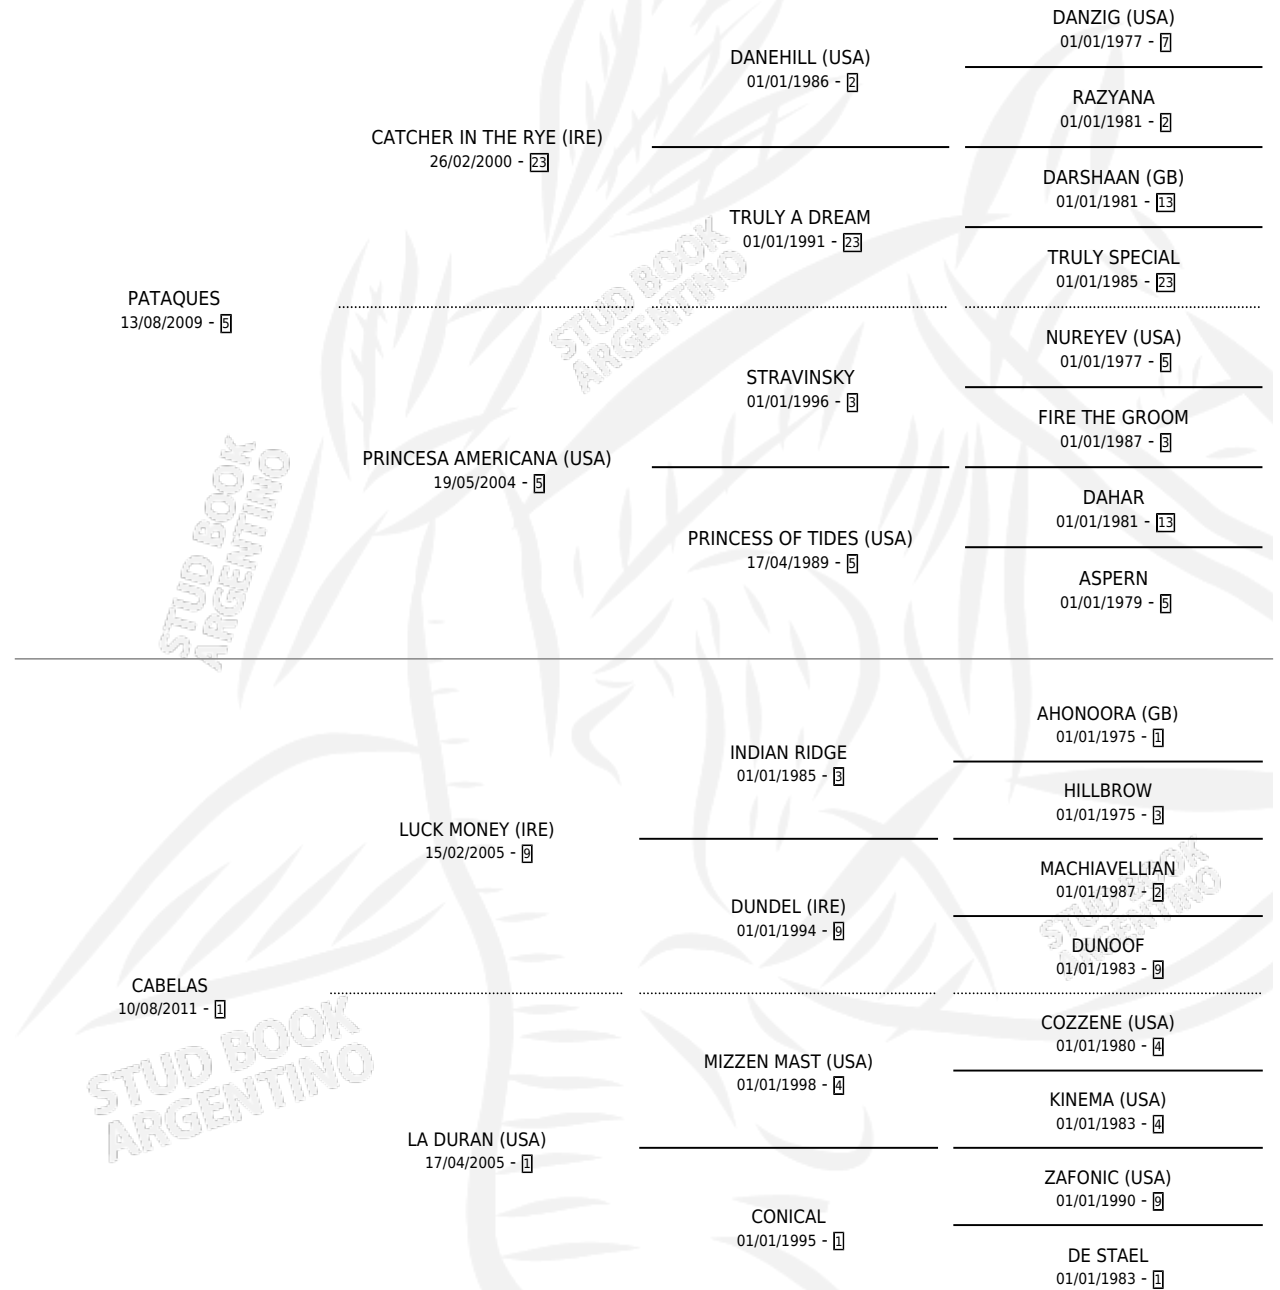 DANZIG (USA)
01/01/1977 - 7
DANEHILL (USA)
01/01/1986 - 2
RAZYANA
01/01/1981 - 2
CATCHER IN THE RYE (IRE)
26/02/2000 - 23
DARSHAAN (GB)
01/01/1981 - 13
TRULY A DREAM
01/01/1991 - 23
TRULY SPECIAL
01/01/1985 - 23
PATAQUES
13/08/2009 - 5
NUREYEV (USA)
01/01/1977 - 5
STRAVINSKY
01/01/1996 - 3
FIRE THE GROOM
01/01/1987 - 3
PRINCESA AMERICANA (USA)
19/05/2004 - 5
DAHAR
01/01/1981 - 13
PRINCESS OF TIDES (USA)
17/04/1989 - 5
ASPERN
01/01/1979 - 5
STUD BOOK
ARGENTINO
STUD BOOK
ARGENTINO
AHONOORA (GB)
01/01/1975 - 1
INDIAN RIDGE
01/01/1985 - 3
HILLBROW
01/01/1975 - 3
LUCK MONEY (IRE)
15/02/2005 - 9
MACHIAVELLIAN
01/01/1987 - 2
DUNDEL (IRE)
01/01/1994 - 9
DUNOOF
01/01/1983 - 9
STUD BOOK
ARGENTINO
CABELAS
10/08/2011 - 1
COZZENE (USA)
01/01/1980 - 4
MIZZEN MAST (USA)
01/01/1998 - 4
KINEMA (USA)
01/01/1983 - 4
LA DURAN (USA)
17/04/2005 - 1
ZAFONIC (USA)
01/01/1990 - 9
CONICAL
01/01/1995 - 1
DE STAEL
01/01/1983 - 1
STUD BOOK
ARGENTINO